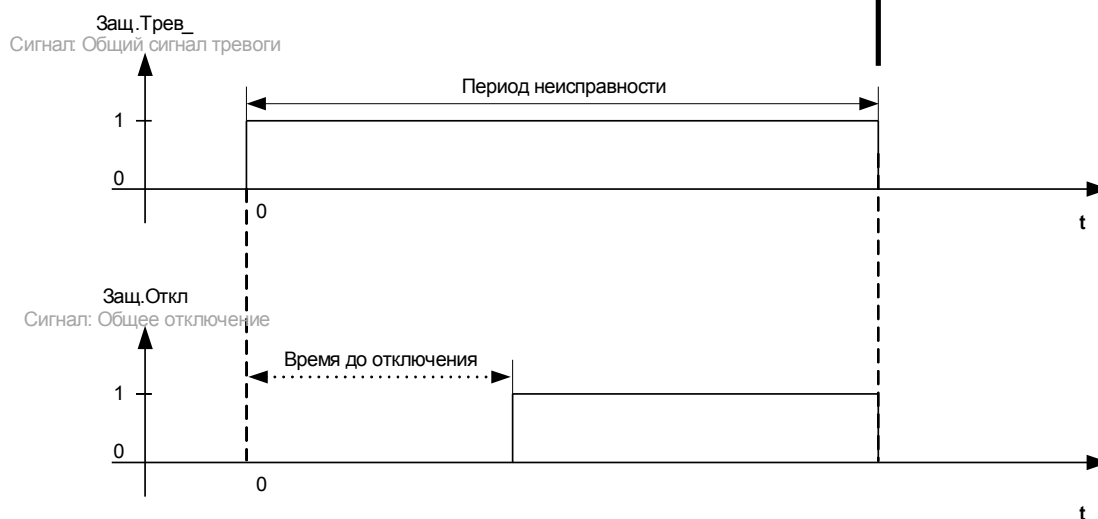 Защ.Трев_
Сигнал: Общий сигнал тревоги
Период неисправности
1
0
0
t
Защ.Откл
Сигнал: Общее отключение
Время до отключения
1
0
0
t